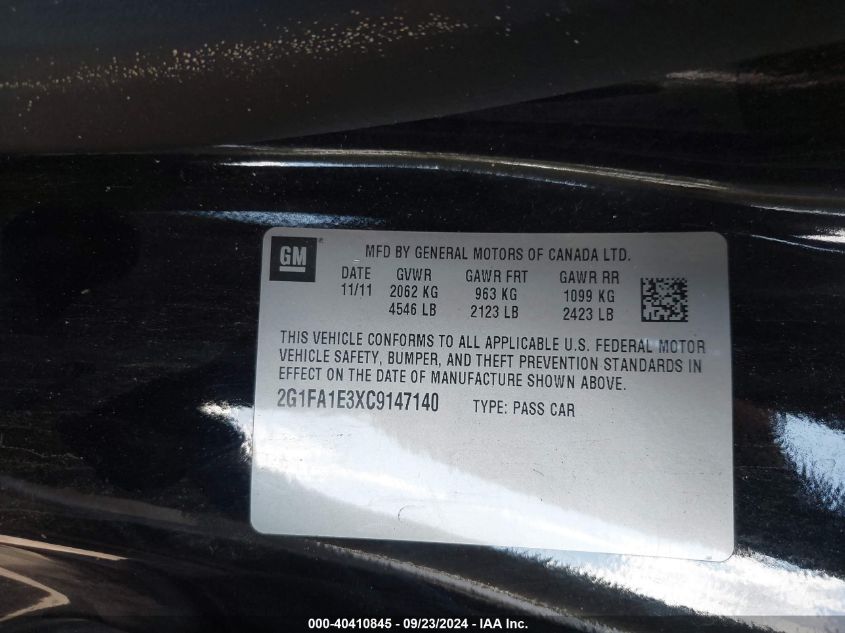 GM
MFD BY GENERAL MOTORS OF CANADA LTD.
DATE GVWR GAWR FRT GAWR RR
11/11 2062 KG 963 KG 1099 KG
4546 LB 2123 LB 2423 LB
THIS VEHICLE CONFORMS TO ALL APPLICABLE U.S. FEDERAL MOTOR
VEHICLE SAFETY, BUMPER, AND THEFT PREVENTION STANDARDS IN
EFFECT ON THE DATE OF MANUFACTURE SHOWN ABOVE.
2G1FA1E3XC9147140 TYPE: PASS CAR
000-40410845 - 09/23/2024 - IAA Inc.